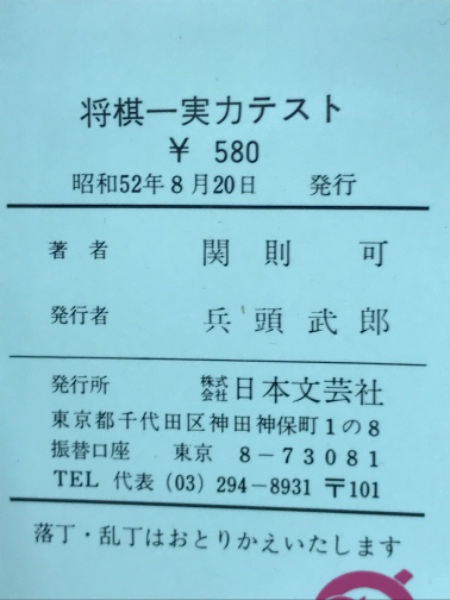 将棋一実力テスト
¥ 580
昭和52年8月20日 発行
著者 関則可
発行者 兵頭武郎
発行所 株式会社日本文芸社
東京都千代田区神田神保町1の8
振替口座 東京 8-73081
TEL 代表 (03) 294-8931 〒101
落丁・乱丁はおとりかえいたします